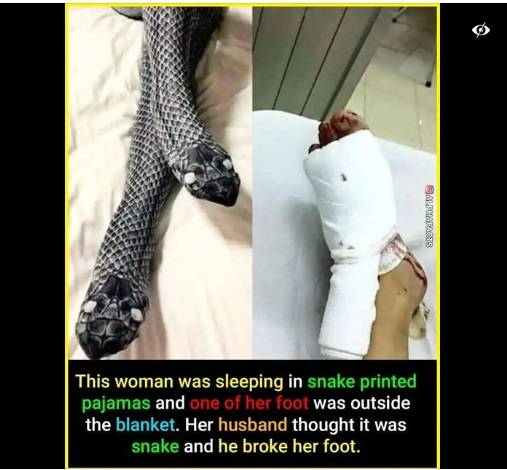 @ALPHAFACTS
This woman was sleeping in snake printed
pajamas and one of her foot was outside
the blanket. Her husband thought it was
snake and he broke her foot.